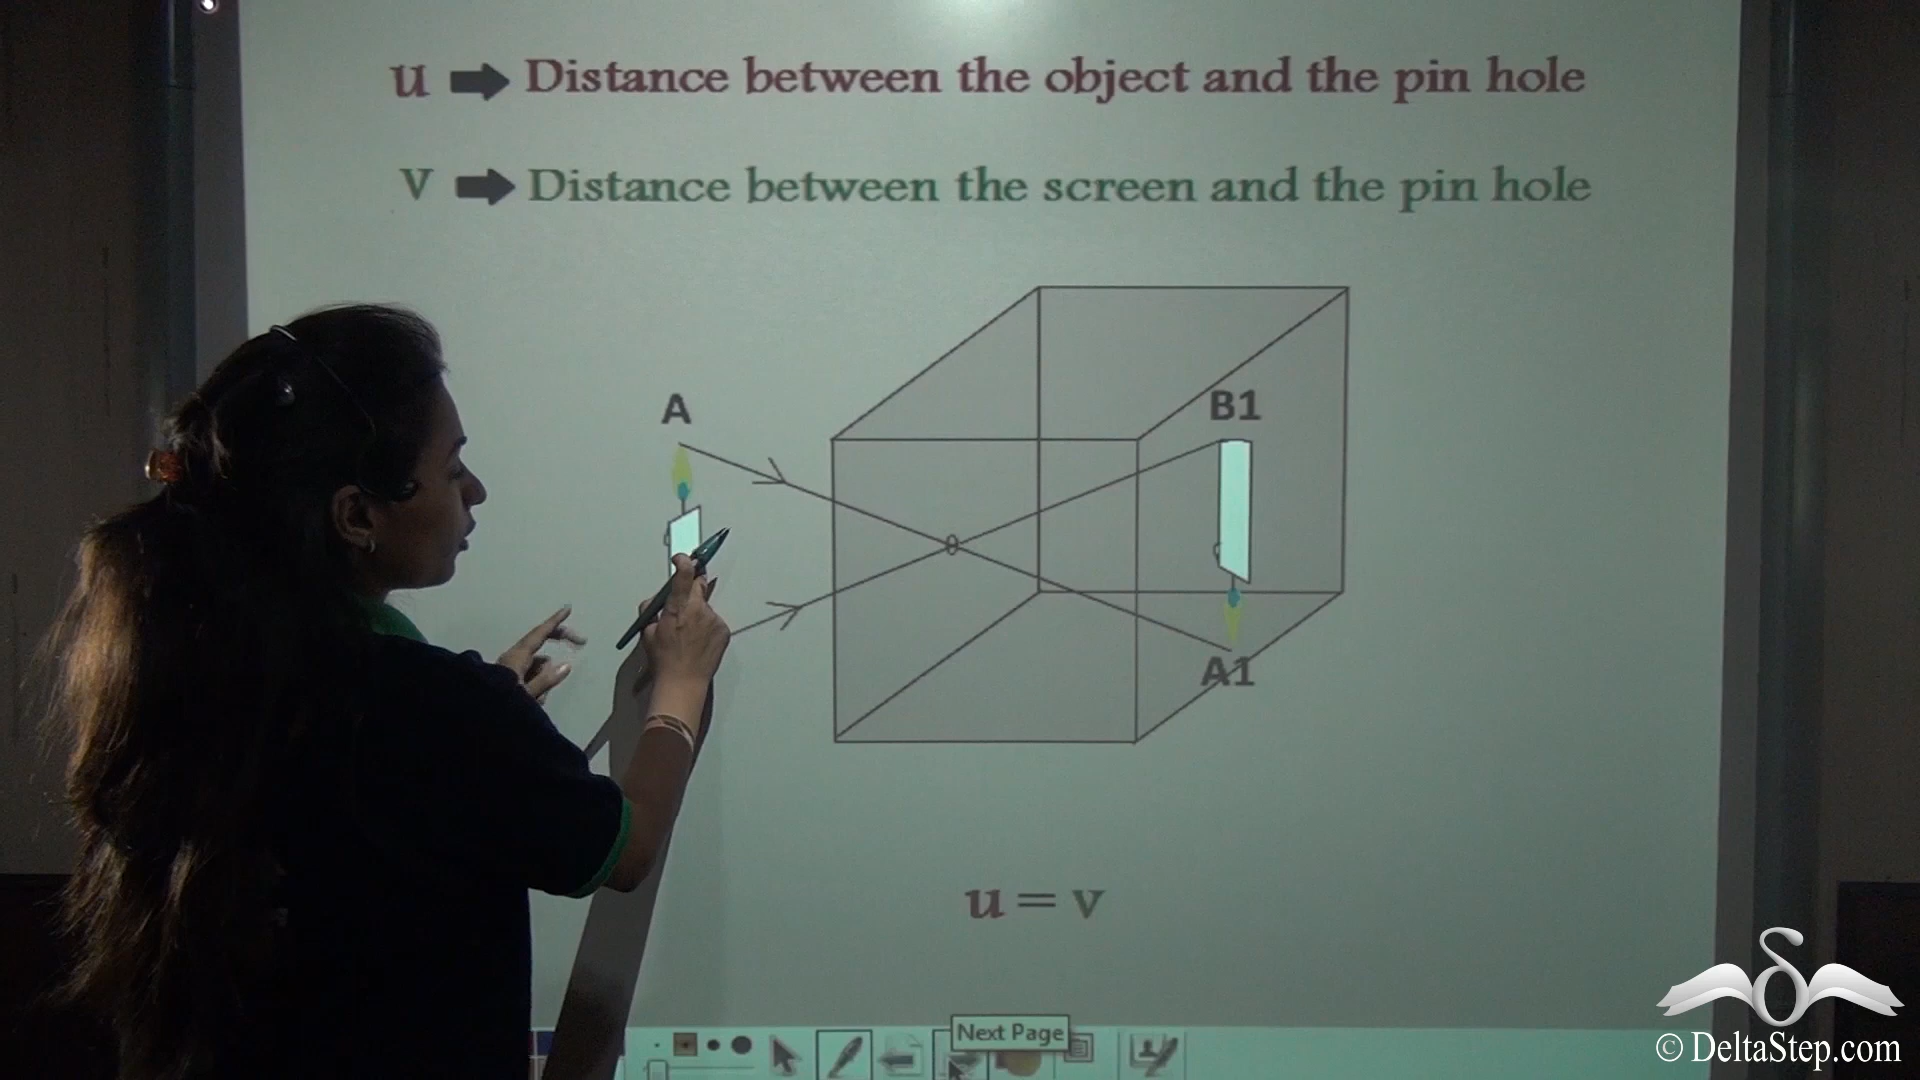 u ➡ Distance between the object and the pin hole
v ➡ Distance between the screen and the pin hole
A
B1
A1
u = v
Next Page
© DeltaStep.com